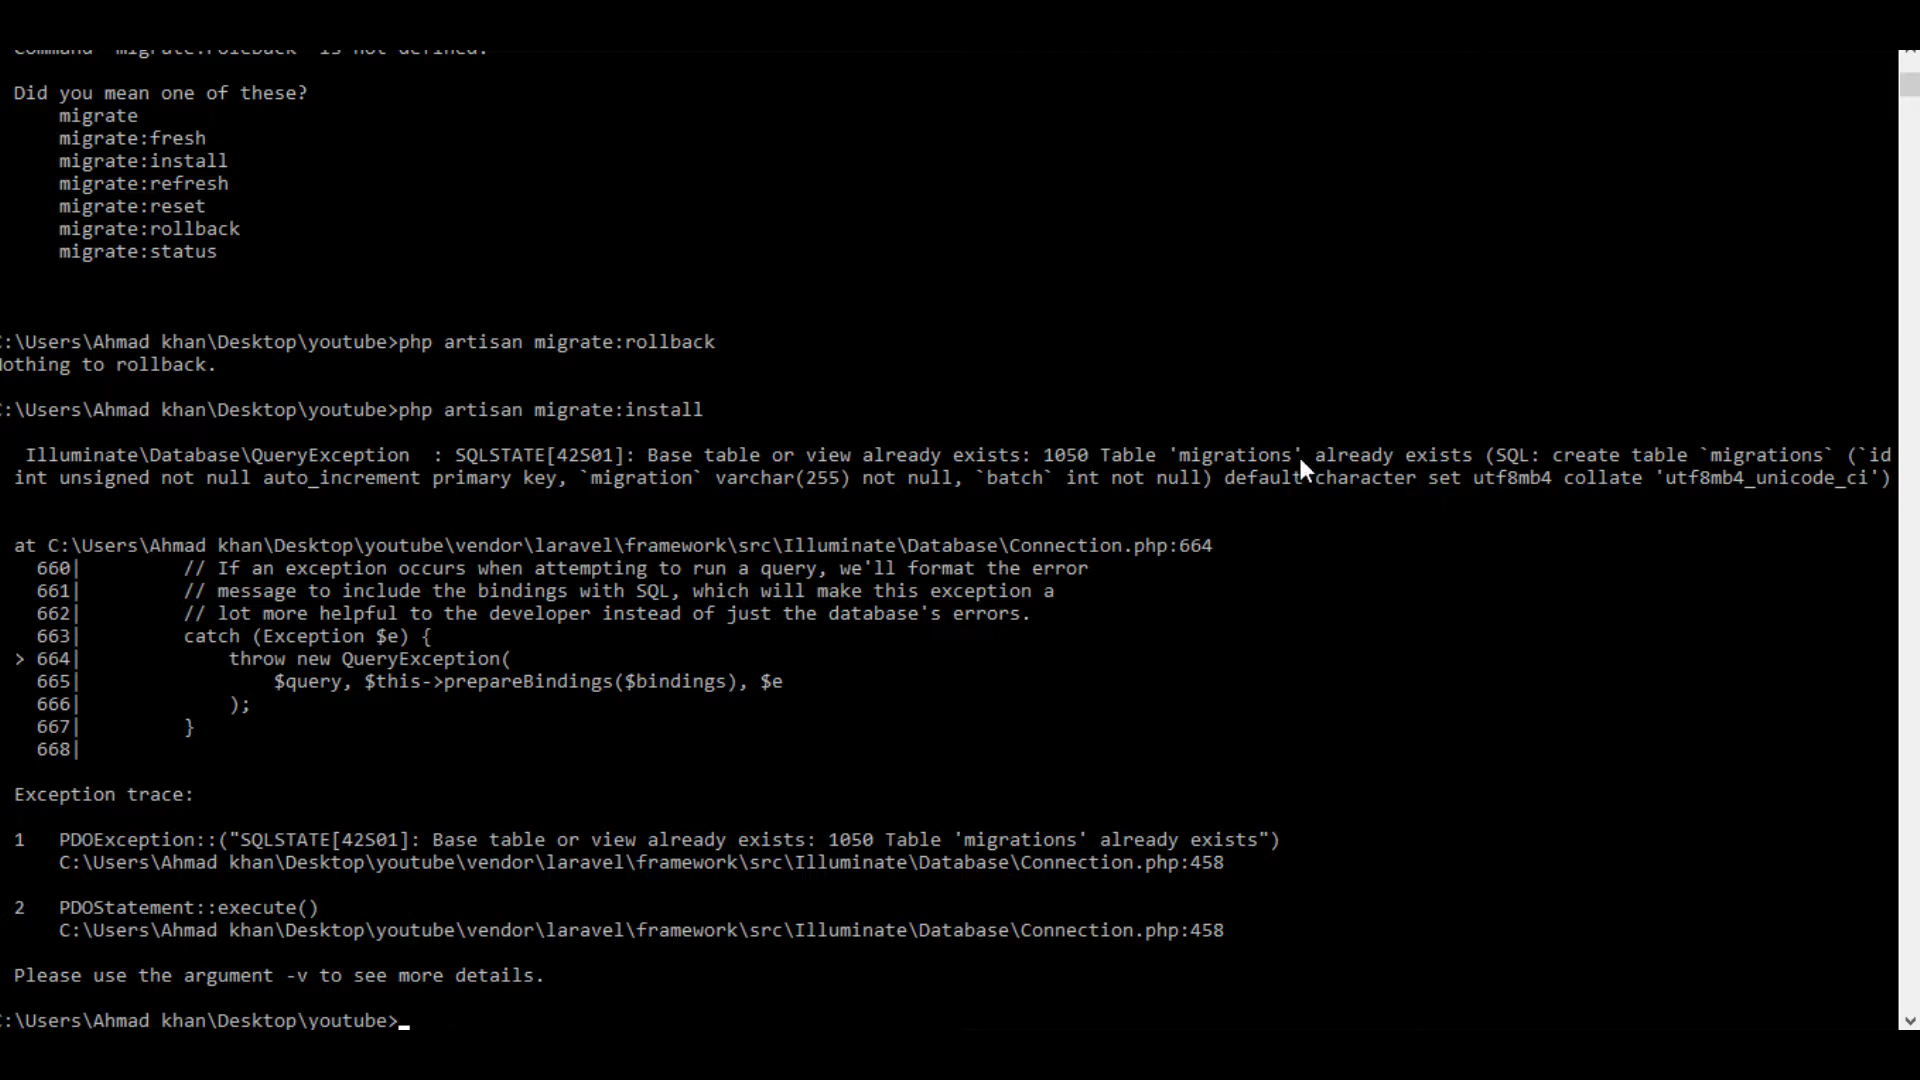 Did you mean one of these?
migrate
migrate:fresh
migrate:install
migrate:refresh
migrate:reset
migrate:rollback
migrate:status
:\Users\Ahmad khan\Desktop\youtube>php artisan migrate:rollback
othing to rollback.
:\Users\Ahmad khan\Desktop\youtube>php artisan migrate:install
Illuminate\Database\QueryException : SQLSTATE[42S01]: Base table or view already exists: 1050 Table 'migrations' already exists (SQL: create table `migrations` (`id
int unsigned not null auto_increment primary key, `migration` varchar(255) not null, `batch` int not null) default character set utf8mb4 collate 'utf8mb4_unicode_ci')
at C:\Users\Ahmad khan\Desktop\youtube\vendor\laravel\framework\src\Illuminate\Database\Connection.php:664
660| // If an exception occurs when attempting to run a query, we'll format the error
661| // message to include the bindings with SQL, which will make this exception a
662| // lot more helpful to the developer instead of just the database's errors.
663| catch (Exception $e) {
> 664| throw new QueryException(
665| $query, $this->prepareBindings($bindings), $e
666| );
667| }
668|
Exception trace:
1 PDOException::("SQLSTATE[42S01]: Base table or view already exists: 1050 Table 'migrations' already exists")
C:\Users\Ahmad khan\Desktop\youtube\vendor\laravel\framework\src\Illuminate\Database\Connection.php:458
2 PDOStatement::execute()
C:\Users\Ahmad khan\Desktop\youtube\vendor\laravel\framework\src\Illuminate\Database\Connection.php:458
Please use the argument -v to see more details.
:\Users\Ahmad khan\Desktop\youtube>